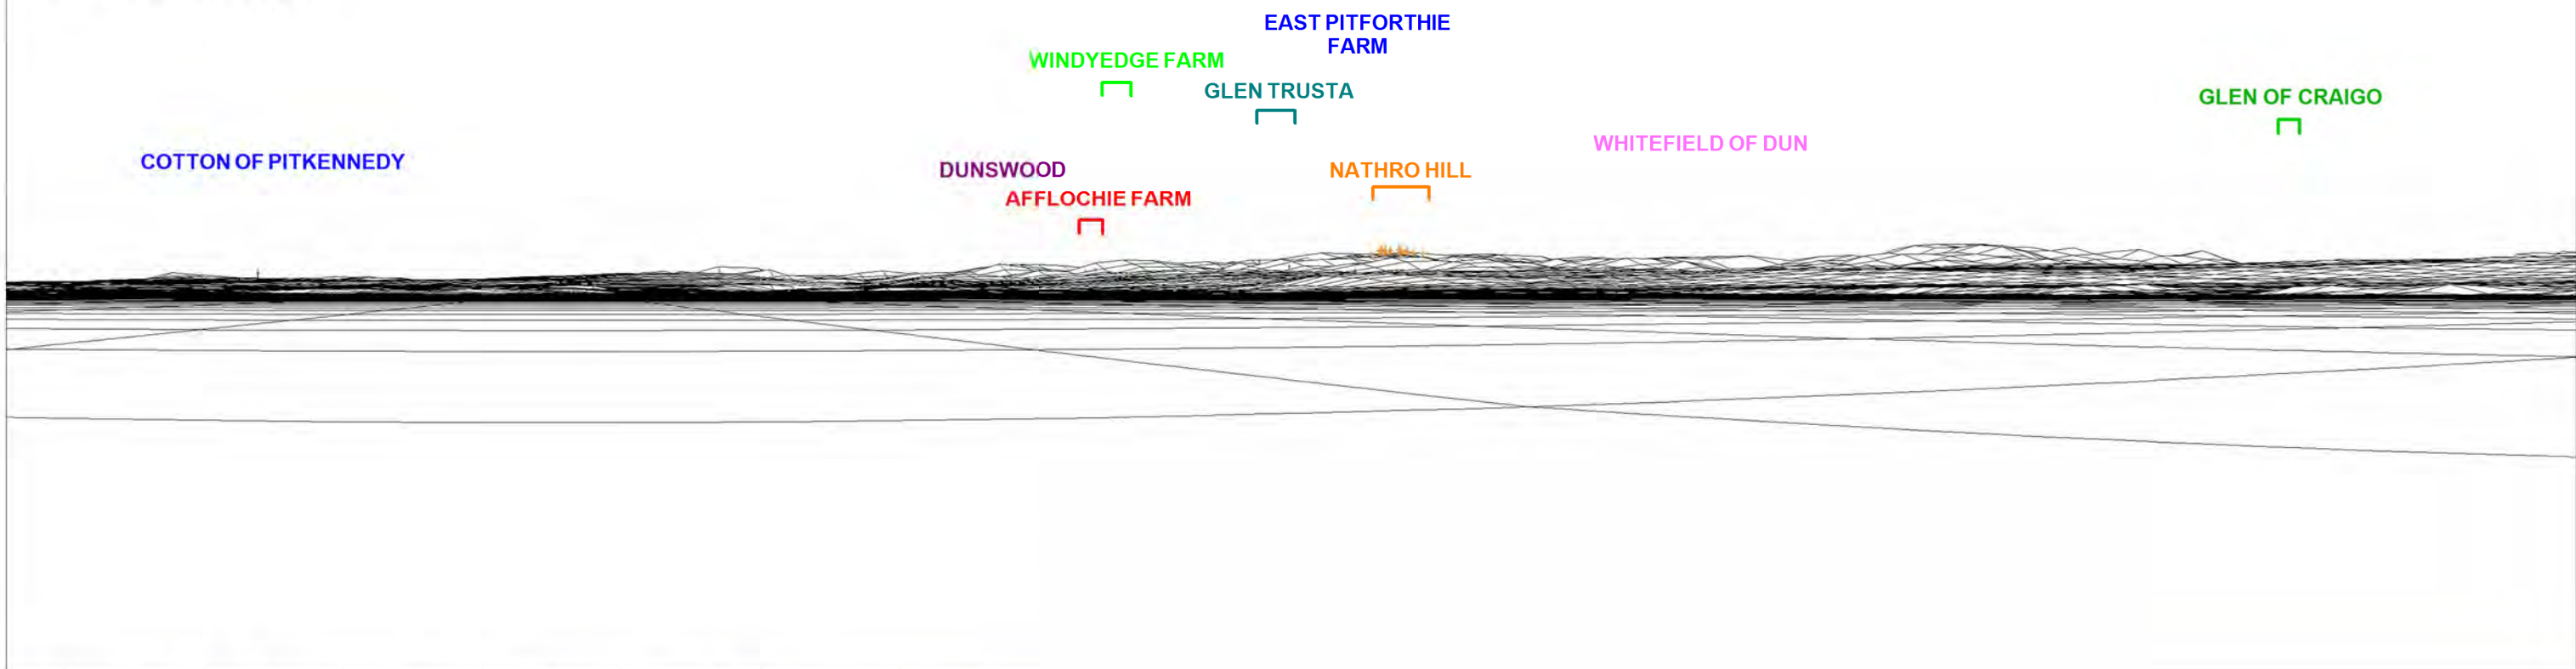 EAST PITFORTHIE
FARM
WINDYEDGE FARM
GLEN TRUSTA
GLEN OF CRAIGO
WHITEFIELD OF DUN
COTTON OF PITKENNEDY
DUNSWOOD
NATHRO HILL
AFFLOCHIE FARM